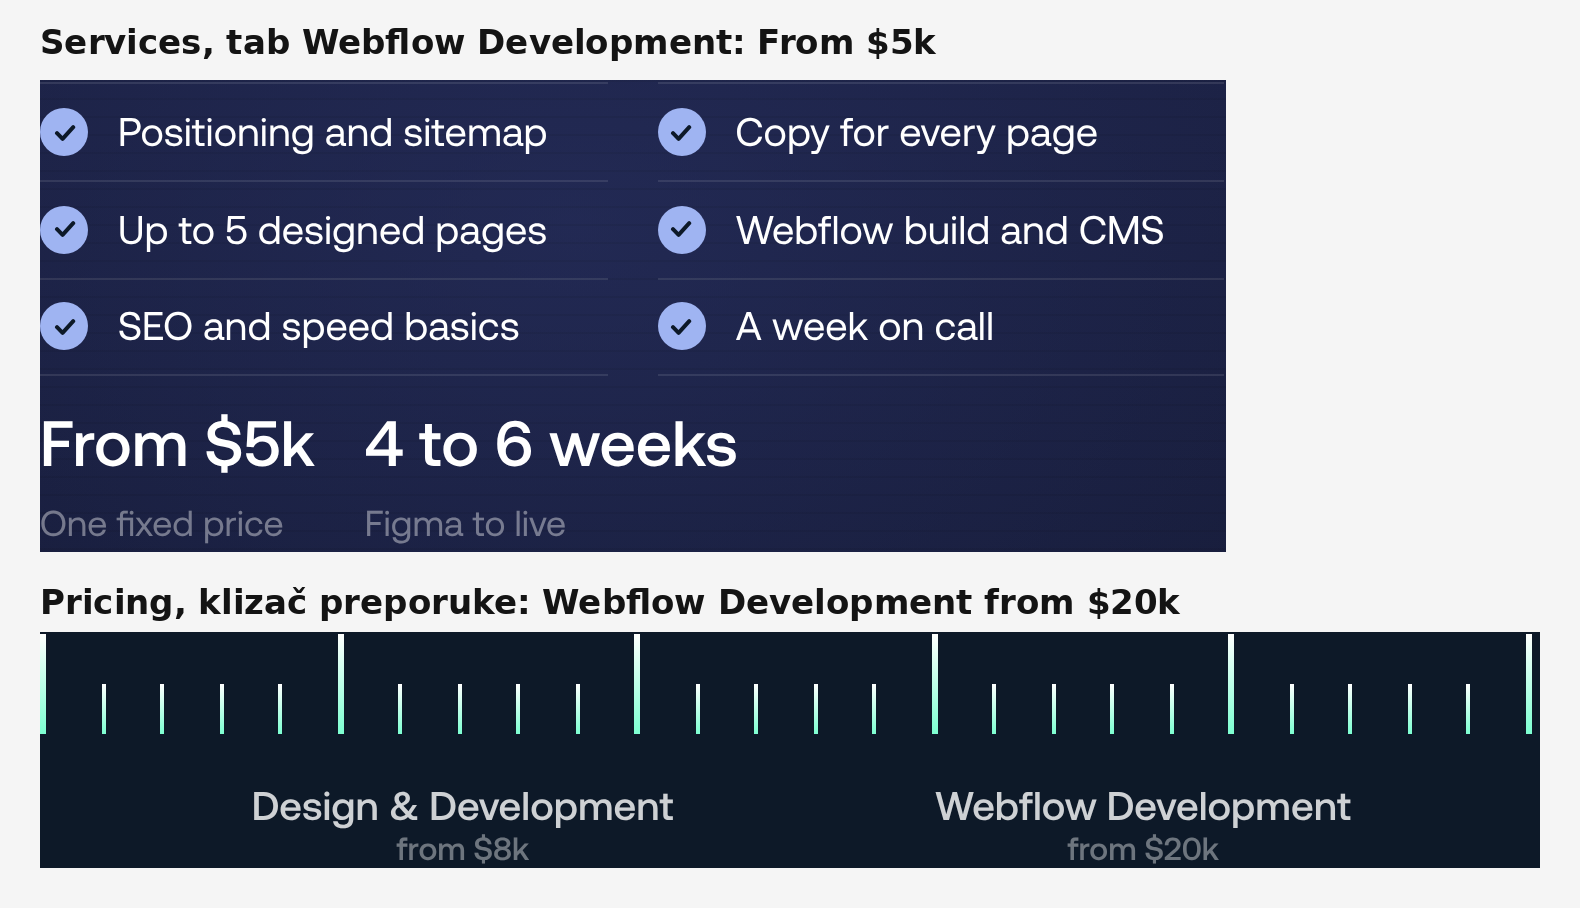 Services, tab Webflow Development: From $5k
Positioning and sitemap
Copy for every page
Up to 5 designed pages
Webflow build and CMS
SEO and speed basics
A week on call
From $5k
4 to 6 weeks
One fixed price
Figma to live
Pricing, klizač preporuke: Webflow Development from $20k
Design & Development
Webflow Development
from $8k
from $20k